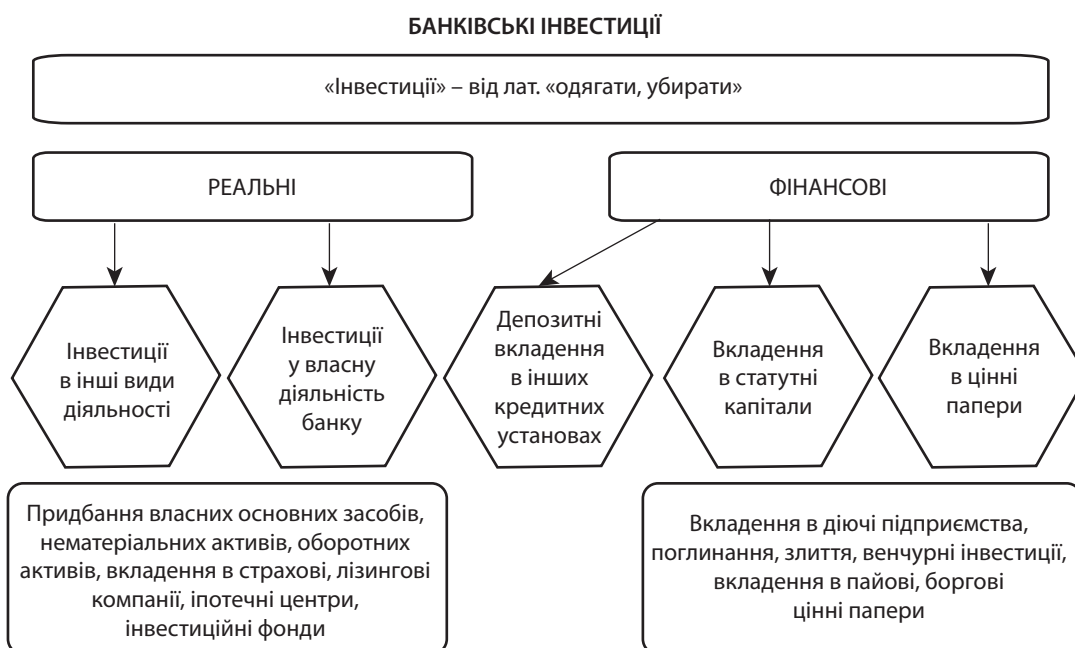 БАНКІВСЬКІ ІНВЕСТИЦІЇ
«Інвестиції» – від лат. «одягати, убирати»
РЕАЛЬНІ
ФІНАНСОВІ
Інвестиції
в інші види
діяльності
Інвестиції
у власну
діяльність
банку
Депозитні
вкладення
в інших
кредитних
установах
Вкладення
в статутні
капітали
Вкладення
в цінні
папери
Придбання власних основних засобів,
нематеріальних активів, оборотних
активів, вкладення в страхові, лізингові
компанії, іпотечні центри,
інвестиційні фонди
Вкладення в діючі підприємства,
поглинання, злиття, венчурні інвестиції,
вкладення в пайові, боргові
цінні папери